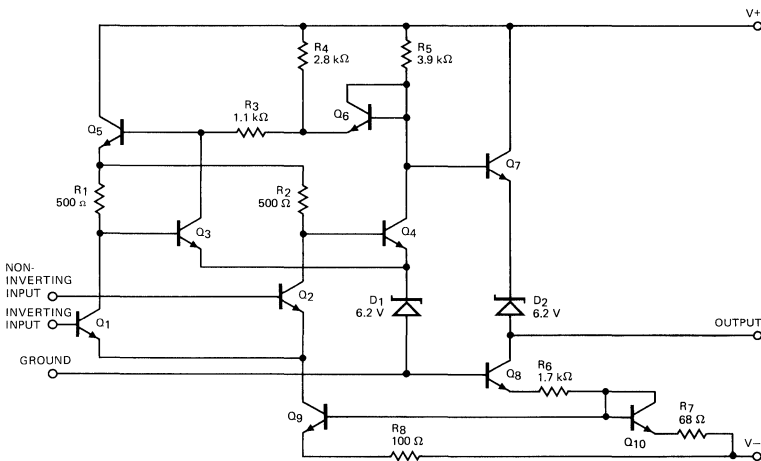 V+
R4
2.8 kΩ
R5
3.9 kΩ
R3
1.1 kΩ
Q6
Q5
Q7
R1
500 Ω
R2
500 Ω
Q3
Q4
NON-
INVERTING
INPUT
Q2
D1
6.2 V
D2
6.2 V
INVERTING
INPUT
Q1
OUTPUT
GROUND
Q8
R6
1.7 kΩ
Q9
R7
68 Ω
Q10
R8
100 Ω
V−